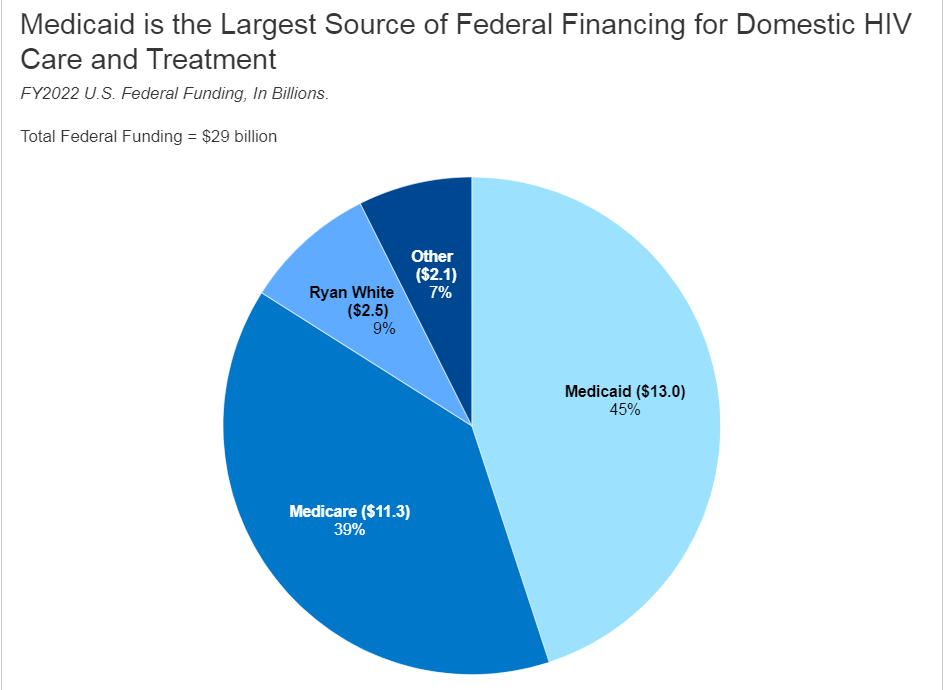 Medicaid is the Largest Source of Federal Financing for Domestic HIV
Care and Treatment
FY2022 U.S. Federal Funding, In Billions.
Total Federal Funding = $29 billion
Other
($2.1)
7%
Ryan White
($2.5)
9%
Medicaid ($13.0)
45%
Medicare ($11.3)
39%